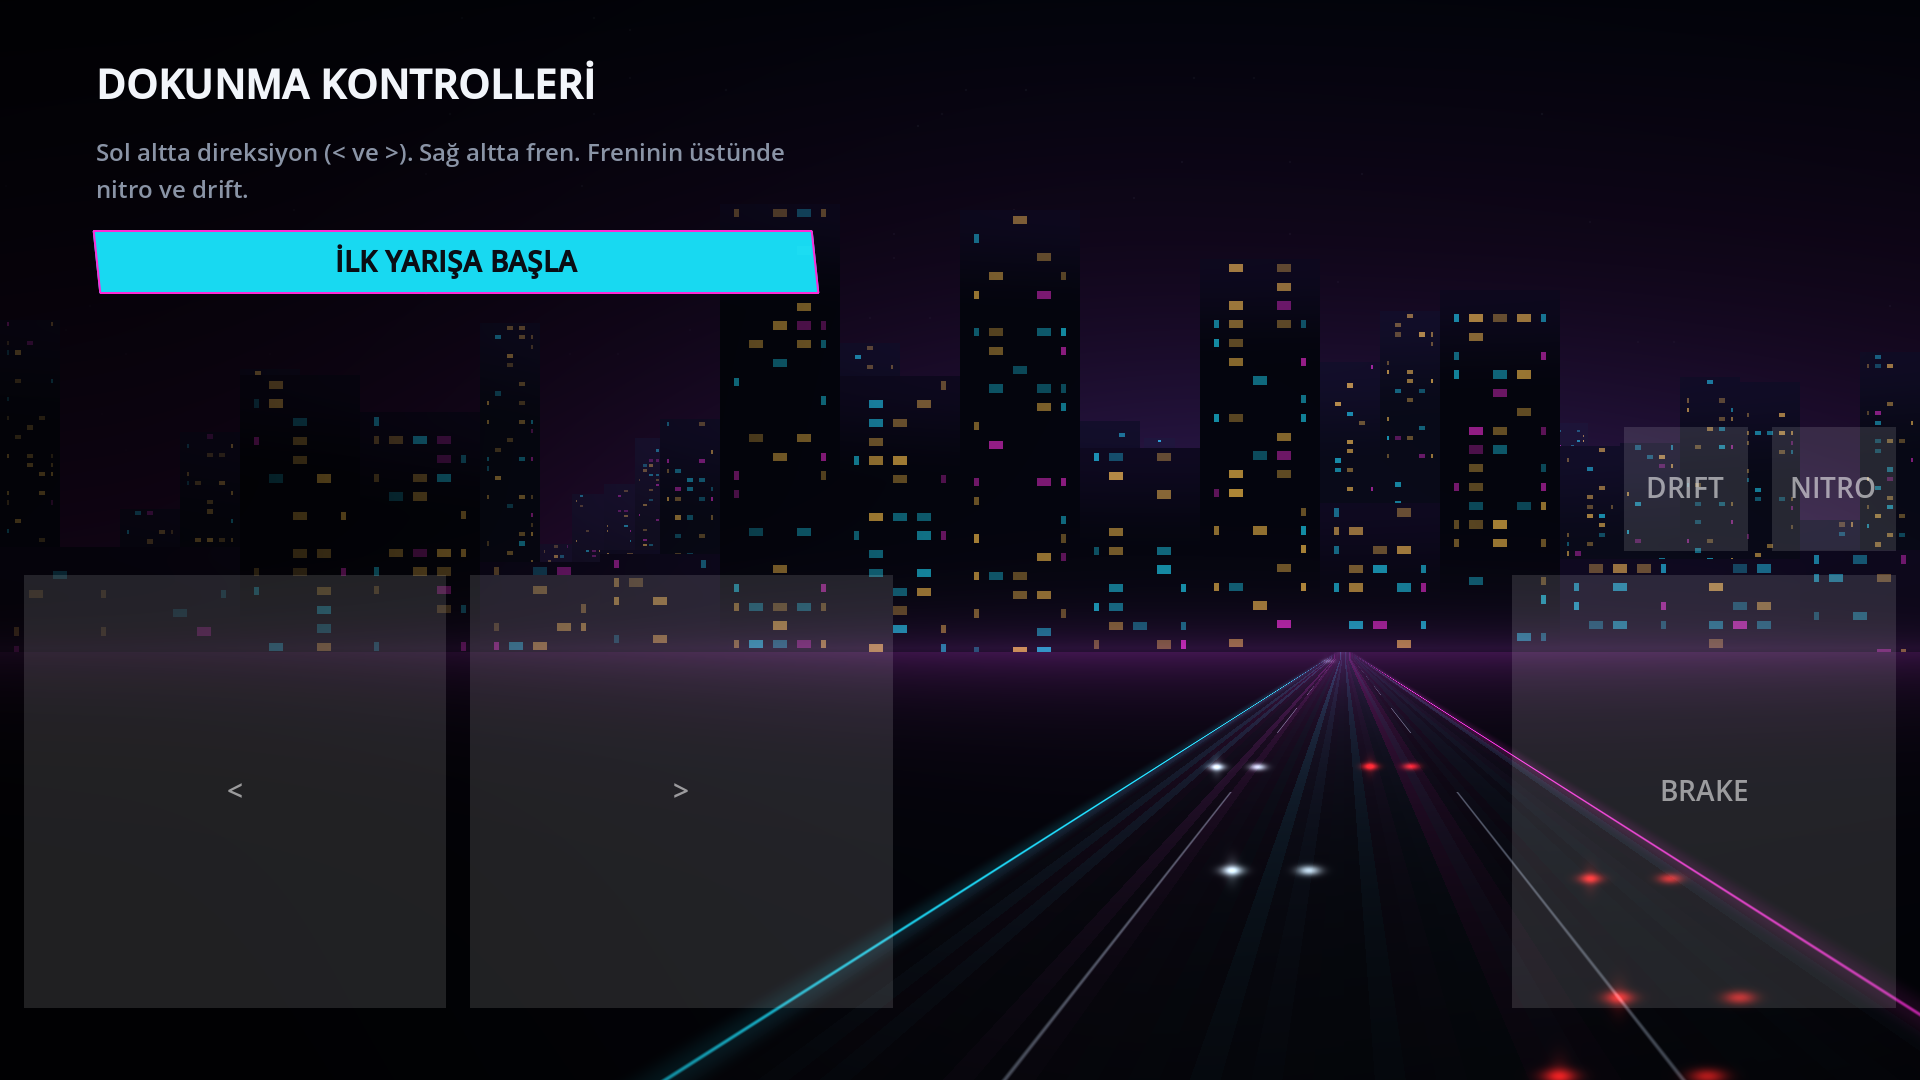 DOKUNMA KONTROLLERİ
Sol altta direksiyon (< ve >). Sağ altta fren. Freninin üstünde
nitro ve drift.
İLK YARIŞA BAŞLA
DRIFT
NITRO
<
>
BRAKE